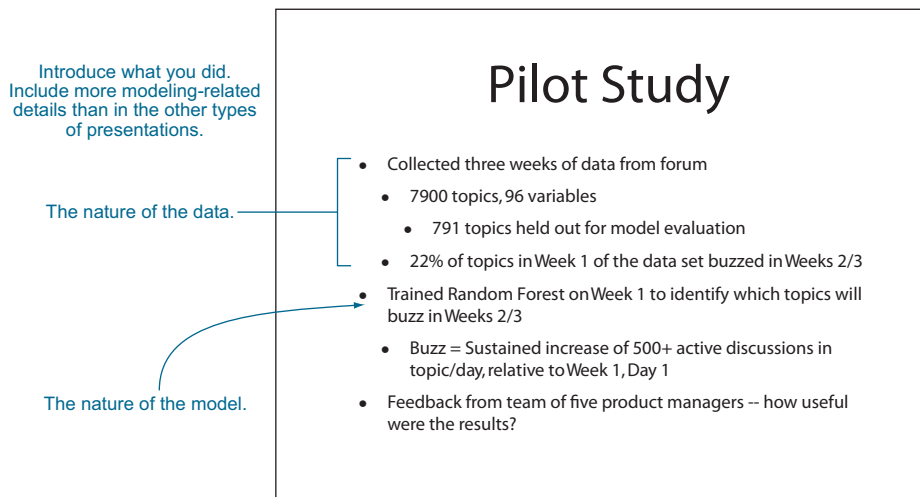 Introduce what you did.
Include more modeling-related
details than in the other types
of presentations.
The nature of the data.
The nature of the model.
Pilot Study
• Collected three weeks of data from forum
• 7900 topics, 96 variables
• 791 topics held out for model evaluation
• 22% of topics in Week 1 of the data set buzzed in Weeks 2/3
• Trained Random Forest on Week 1 to identify which topics will
buzz in Weeks 2/3
• Buzz = Sustained increase of 500+ active discussions in
topic/day, relative to Week 1, Day 1
• Feedback from team of five product managers -- how useful
were the results?